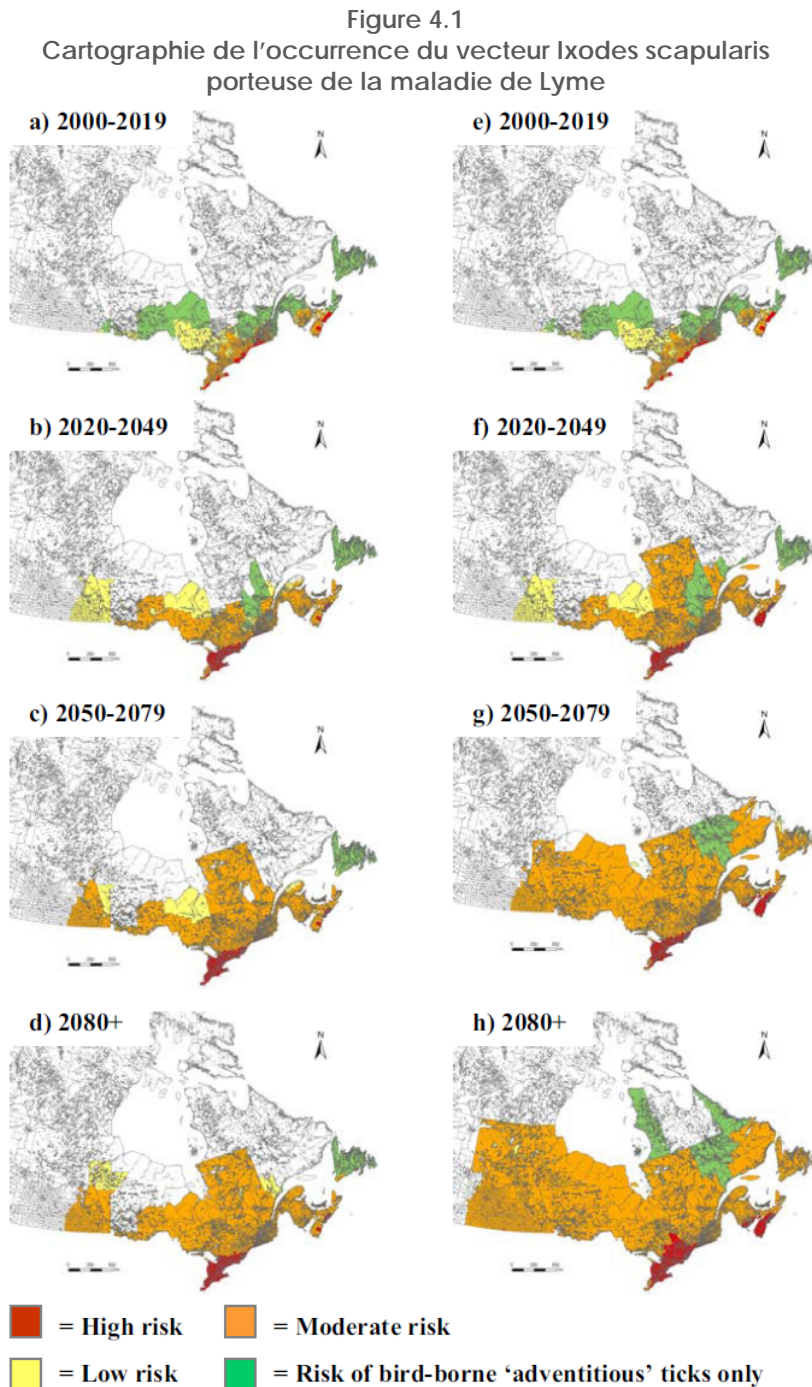 Figure 4.1
Cartographie de l'occurrence du vecteur Ixodes scapularis
porteuse de la maladie de Lyme
a) 2000-2019
e) 2000-2019
N
N
b) 2020-2049
f) 2020-2049
N
N
c) 2050-2079
g) 2050-2079
N
N
d) 2080+
h) 2080+
N
N
= High risk
= Moderate risk
= Low risk
= Risk of bird-borne ‘adventitious’ ticks only